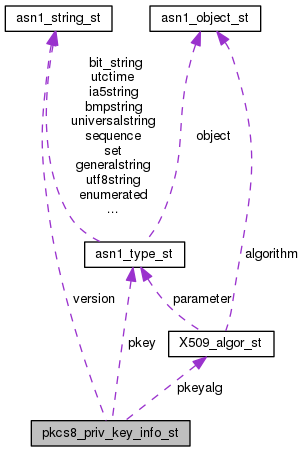 asn1_string_st
asn1_object_st
bit_string
utctime
ia5string
bmpstring
universalstring
sequence
set
generalstring
utf8string
enumerated
...
object
asn1_type_st
algorithm
version
parameter
pkey
X509_algor_st
pkeyalg
pkcs8_priv_key_info_st